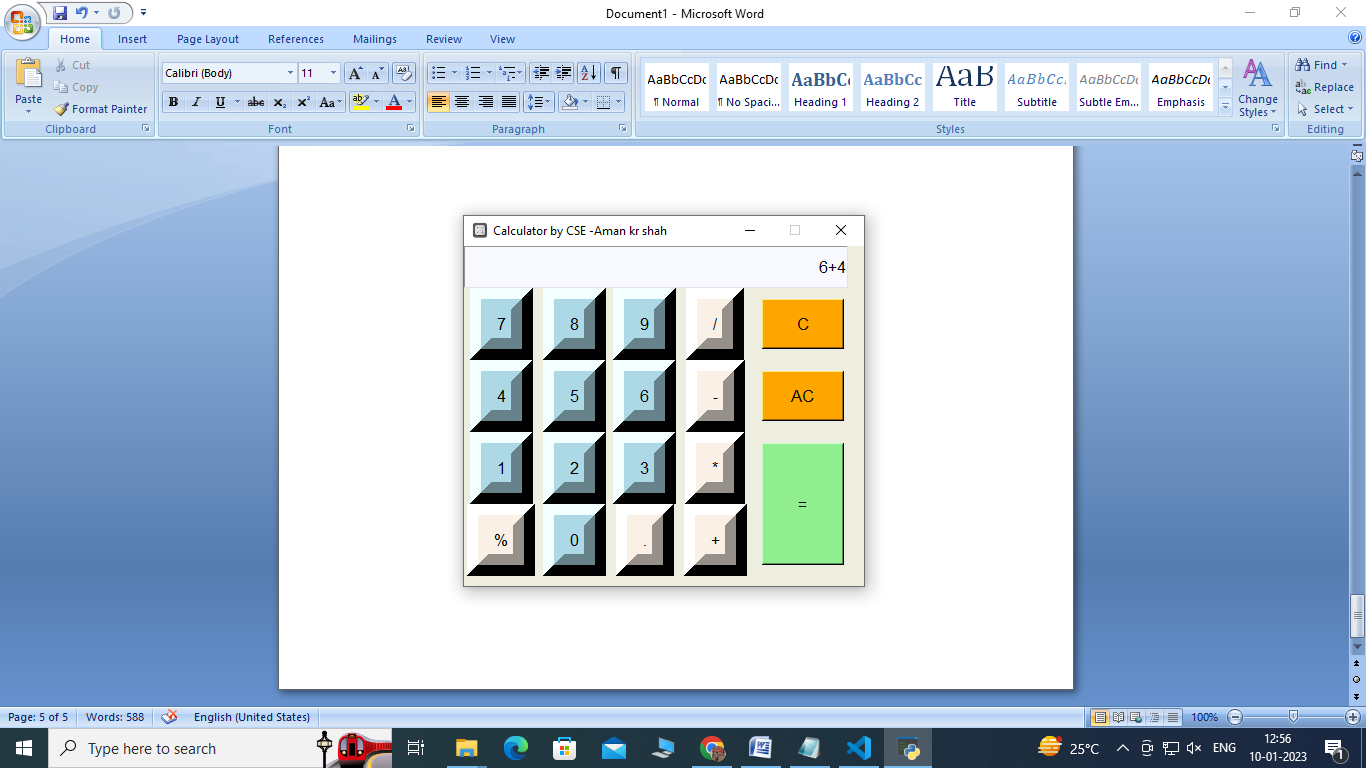 Document1 - Microsoft Word
Home Insert Page Layout References Mailings Review View
Paste
Cut
Copy
Format Painter
Clipboard
Calibri (Body) 11
Font
Paragraph
AaBbCcDc AaBbCcDc AaBbC AaBbCc AaB AaBbCc. AaBbCcDc AaBbCcDc
¶ Normal ¶ No Spaci... Heading 1 Heading 2 Title Subtitle Subtle Em... Emphasis
Change
Styles
Styles
Find
Replace
Select
Editing
Calculator by CSE -Aman kr shah
6+4
7 8 9 / C
4 5 6 - AC
1 2 3 *
=
% 0 . +
Page: 5 of 5 Words: 588 English (United States) 100%
Type here to search
25°C ENG
12:56
10-01-2023
1